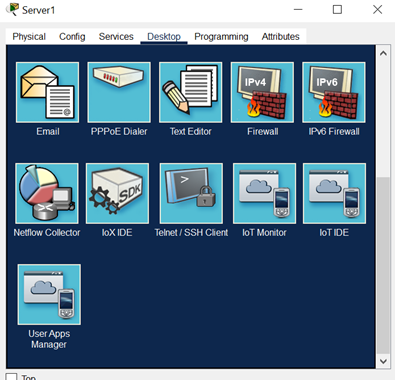 Server1
Physical Config Services Desktop Programming Attributes
IPv4 IPv6
Email PPPoE Dialer Text Editor Firewall IPv6 Firewall
SDK
Netflow Collector IoX IDE Telnet / SSH Client IoT Monitor IoT IDE
User Apps
Manager
Top